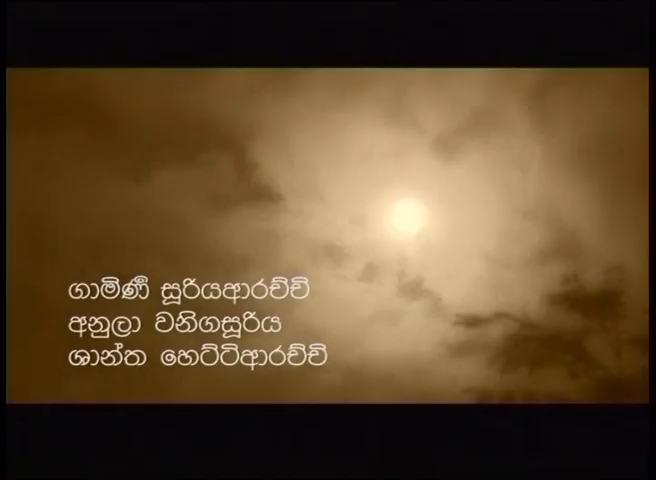 ගාමිණී සූරියආරච්චි
අනුලා වනිගසූරිය
ශාන්ත හෙට්ටිආරච්චි